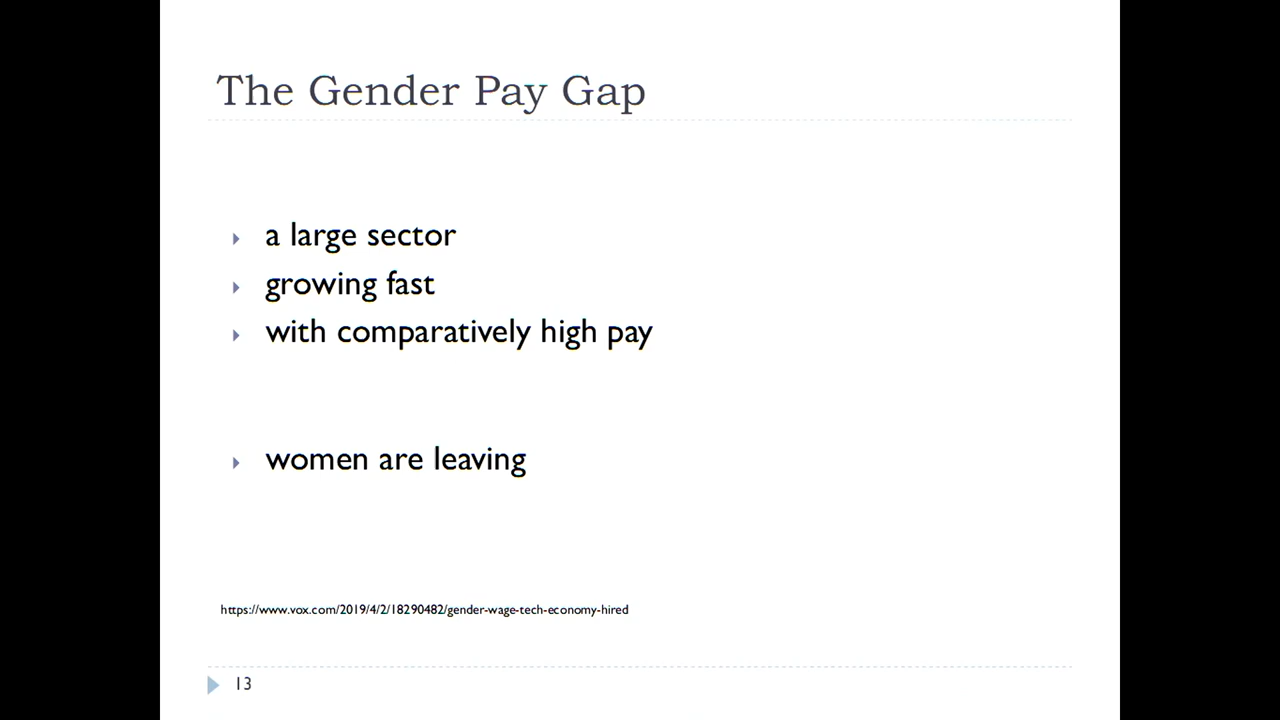 The Gender Pay Gap
a large sector
growing fast
with comparatively high pay
women are leaving
https://www.vox.com/2019/4/2/18290482/gender-wage-tech-economy-hired
13